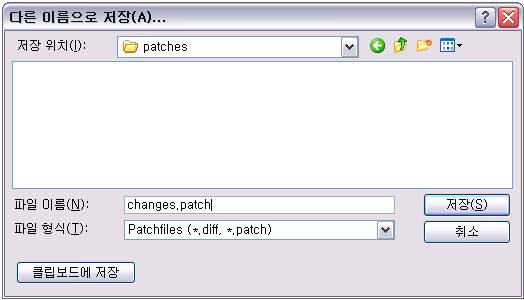 다른 이름으로 저장(A)...
저장 위치(I): patches
파일 이름(N): changes.patch 저장(S)
파일 형식(T): Patchfiles (*.diff, *.patch) 취소
클립보드에 저장